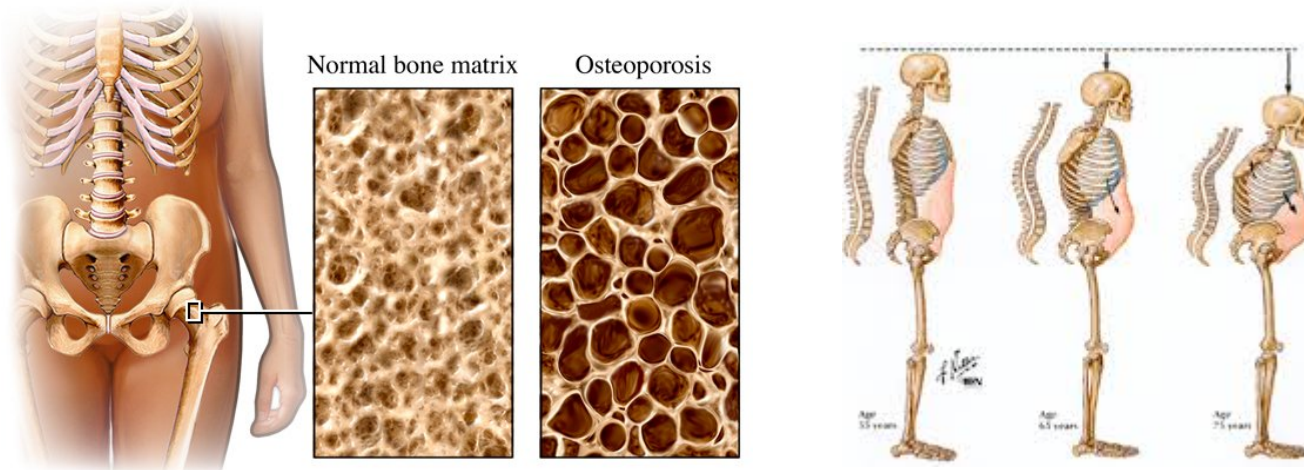 Normal bone matrix
Osteoporosis
Age
55 years
Age
65 years
Age
75 years